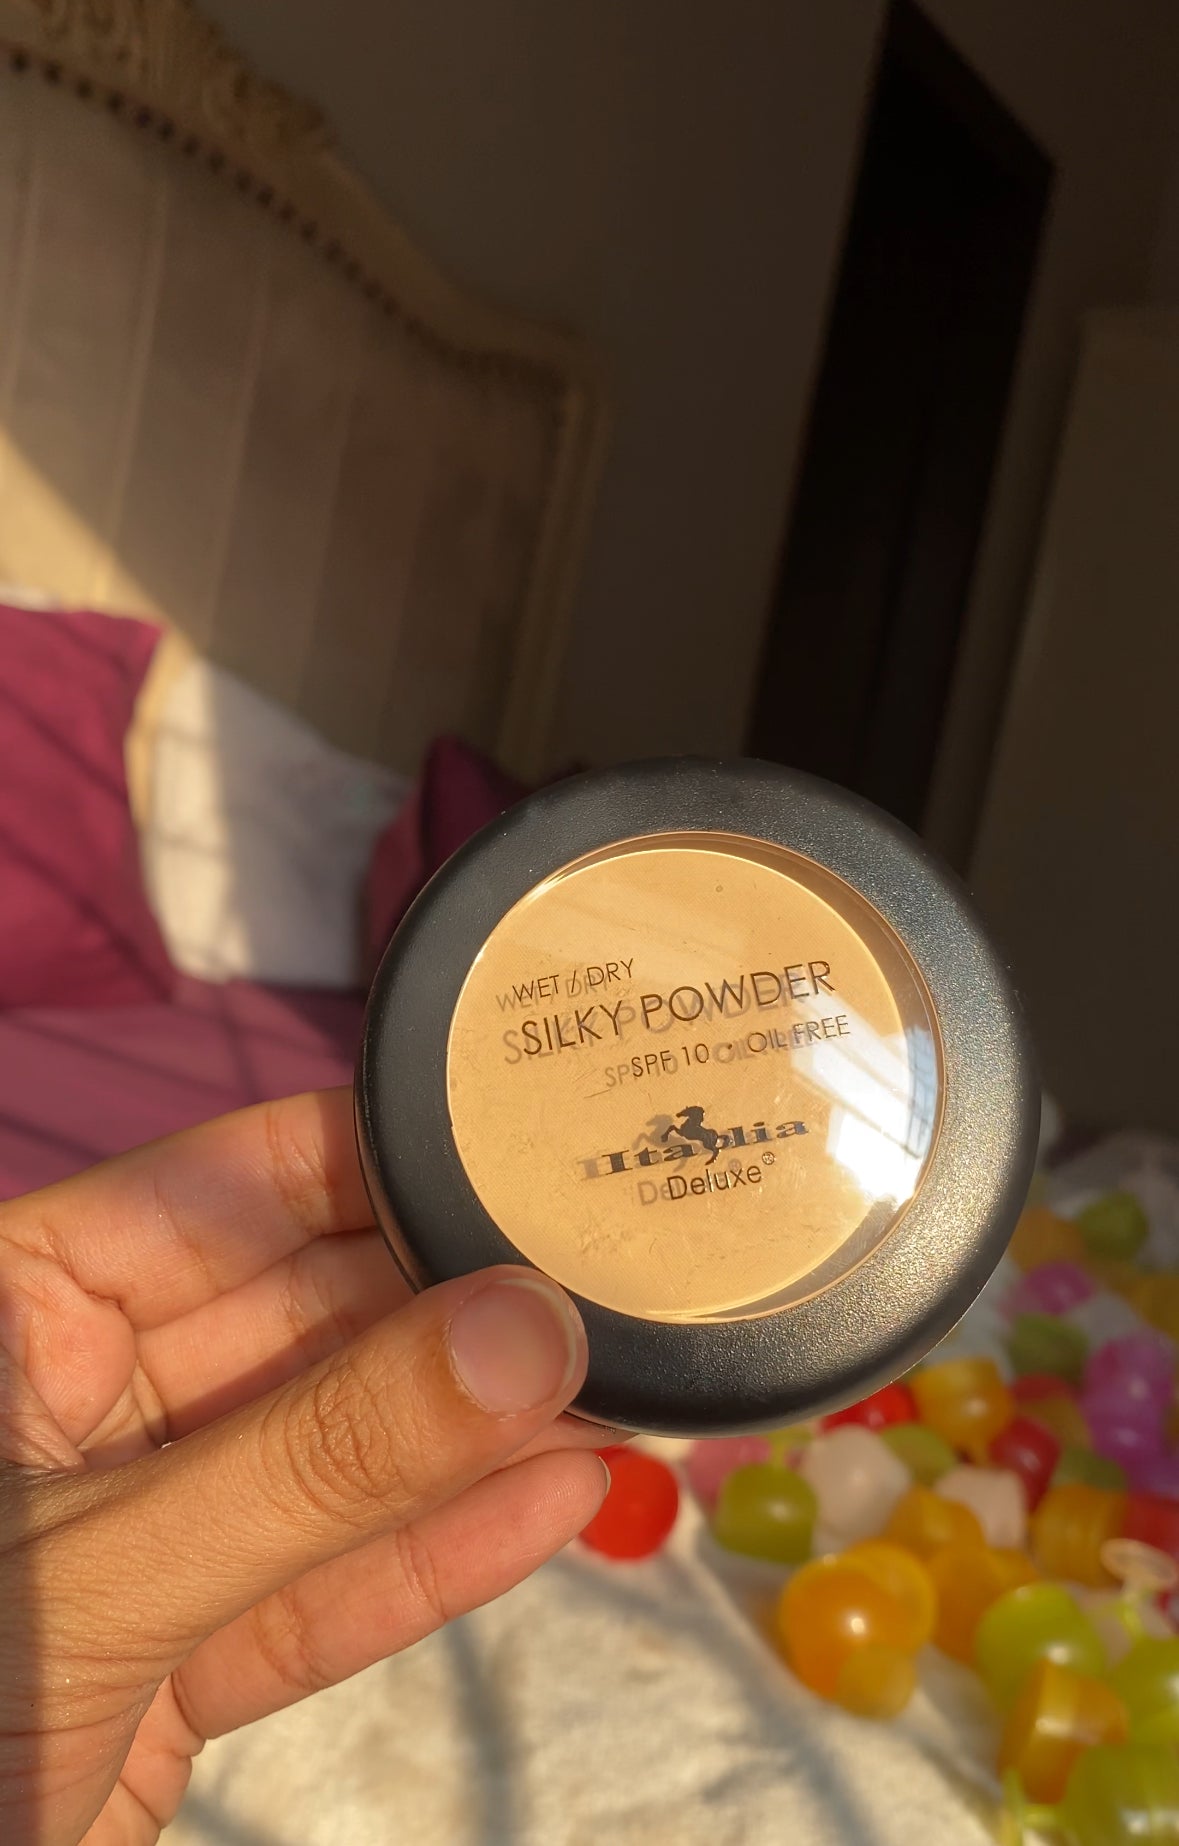 WET / DRY
SILKY POWDER
SPF 10 • OIL FREE
Italia
Deluxe®